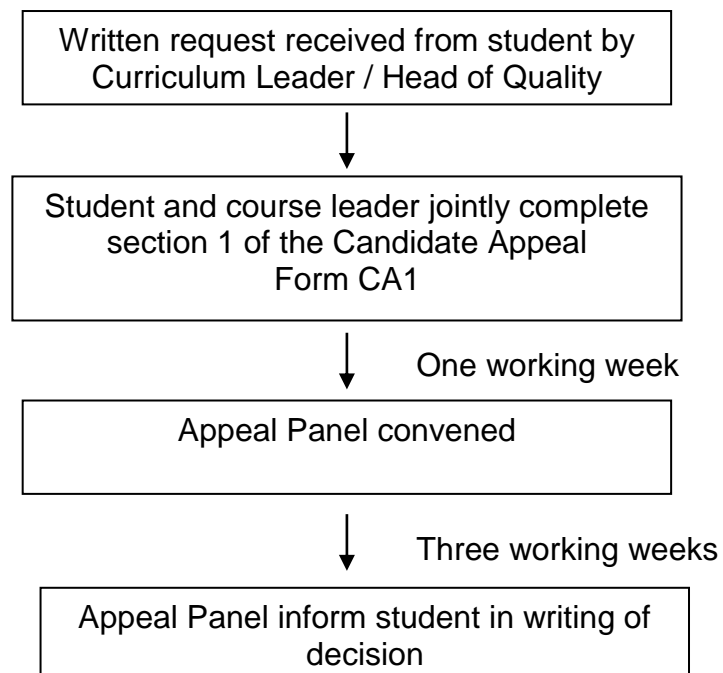 Written request received from student by
Curriculum Leader / Head of Quality
Student and course leader jointly complete
section 1 of the Candidate Appeal
Form CA1
One working week
Appeal Panel convened
Three working weeks
Appeal Panel inform student in writing of
decision